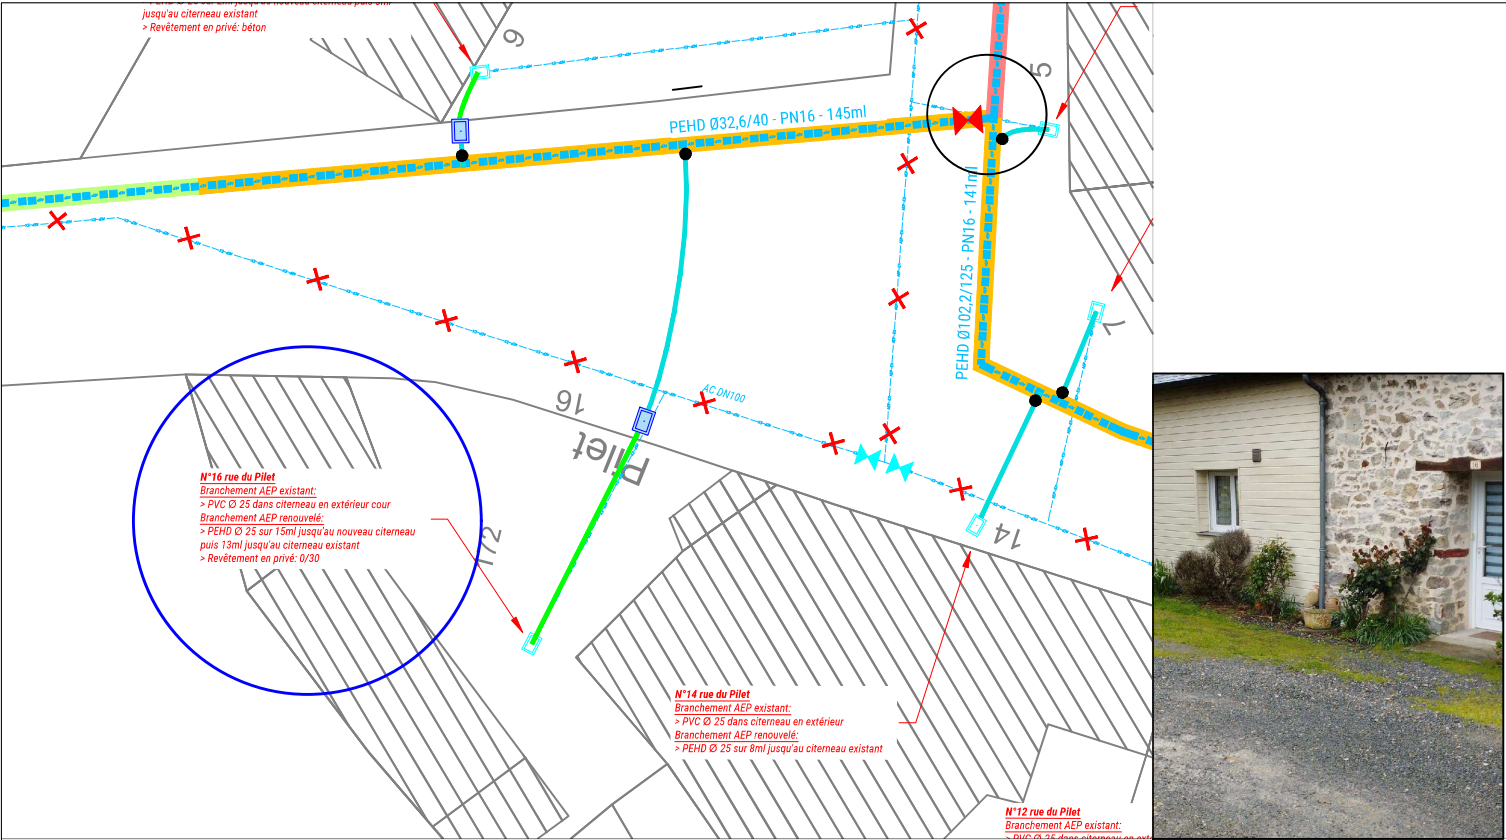 jusqu'au citerneau existant
> Revêtement en privé: béton
6
5
PEHD Ø32,6/40 - PN16 - 145ml
PEHD Ø102,2/125 - PN16 - 141ml
7
16
Pilet
AC DN100
14
172
N°16 rue du Pilet
Branchement AEP existant:
> PVC Ø 25 dans citerneau en extérieur cour
Branchement AEP renouvelé:
> PEHD Ø 25 sur 15ml jusqu'au nouveau citerneau
puis 13ml jusqu'au citerneau existant
> Revêtement en privé: 0/30
N°14 rue du Pilet
Branchement AEP existant:
> PVC Ø 25 dans citerneau en extérieur
Branchement AEP renouvelé:
> PEHD Ø 25 sur 8ml jusqu'au citerneau existant
N°12 rue du Pilet
Branchement AEP existant: